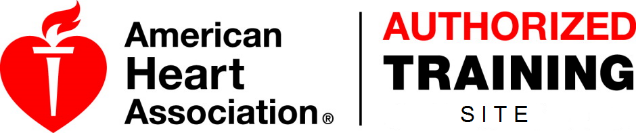 American
Heart
Association®
AUTHORIZED
TRAINING
SITE